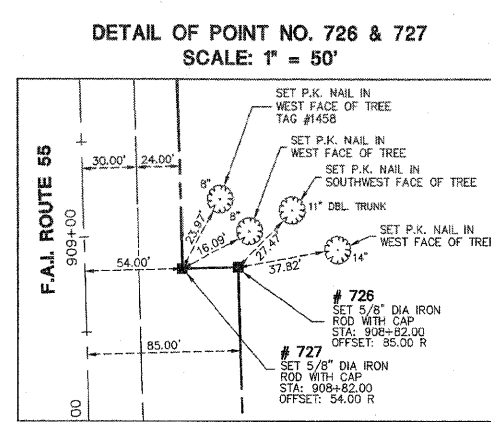 DETAIL OF POINT NO. 726 & 727
SCALE: 1" = 50'
SET P.K. NAIL IN
WEST FACE OF TREE
TAG #1458
SET P.K. NAIL IN
WEST FACE OF TREE
SET P.K. NAIL IN
SOUTHWEST FACE OF TREE
SET P.K. NAIL IN
WEST FACE OF TREE
30.00'
24.00'
8"
8"
11" DBL. TRUNK
14"
23.97'
16.09'
27.47'
37.82'
F.A.I. ROUTE 55
909+00
54.00'
85.00'
# 726
SET 5/8" DIA IRON
ROD WITH CAP
STA: 908+82.00
OFFSET: 85.00 R
# 727
SET 5/8" DIA IRON
ROD WITH CAP
STA: 908+82.00
OFFSET: 54.00 R
00